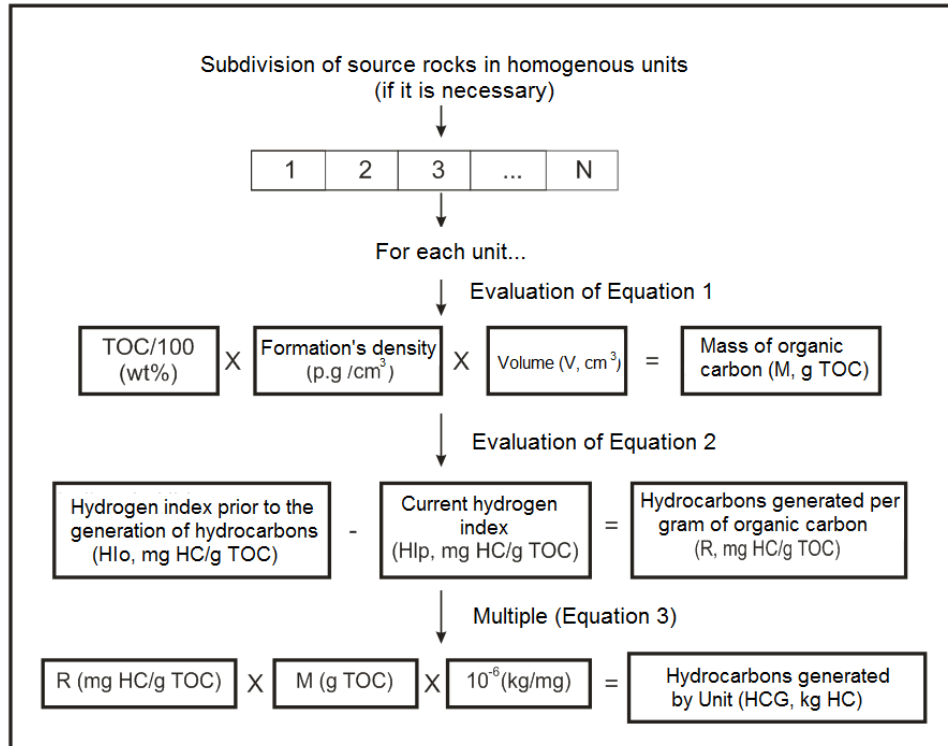 Subdivision of source rocks in homogenous units
(if it is necessary)
1 2 3 ... N
For each unit...
Evaluation of Equation 1
TOC/100
(wt%)
X
Formation's density
(p.g /cm³)
X
Volume (V, cm³)
=
Mass of organic
carbon (M, g TOC)
Evaluation of Equation 2
Hydrogen index prior to the
generation of hydrocarbons
(HIo, mg HC/g TOC)
-
Current hydrogen
index
(HIp, mg HC/g TOC)
=
Hydrocarbons generated per
gram of organic carbon
(R, mg HC/g TOC)
Multiple (Equation 3)
R (mg HC/g TOC) X M (g TOC) X 10⁻⁶(kg/mg) =
Hydrocarbons generated
by Unit (HCG, kg HC)